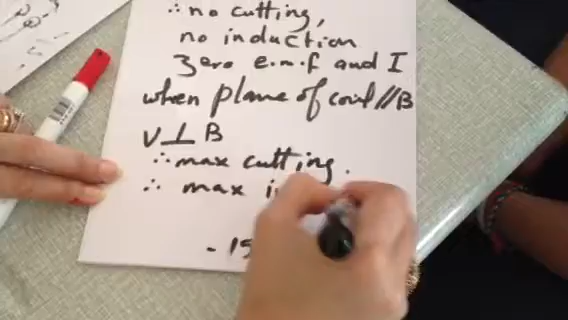 ∴ no cutting,
no induction
zero e.m.f and I
when plane of coil // B
v ⊥ B
∴ max cutting.
∴ max i